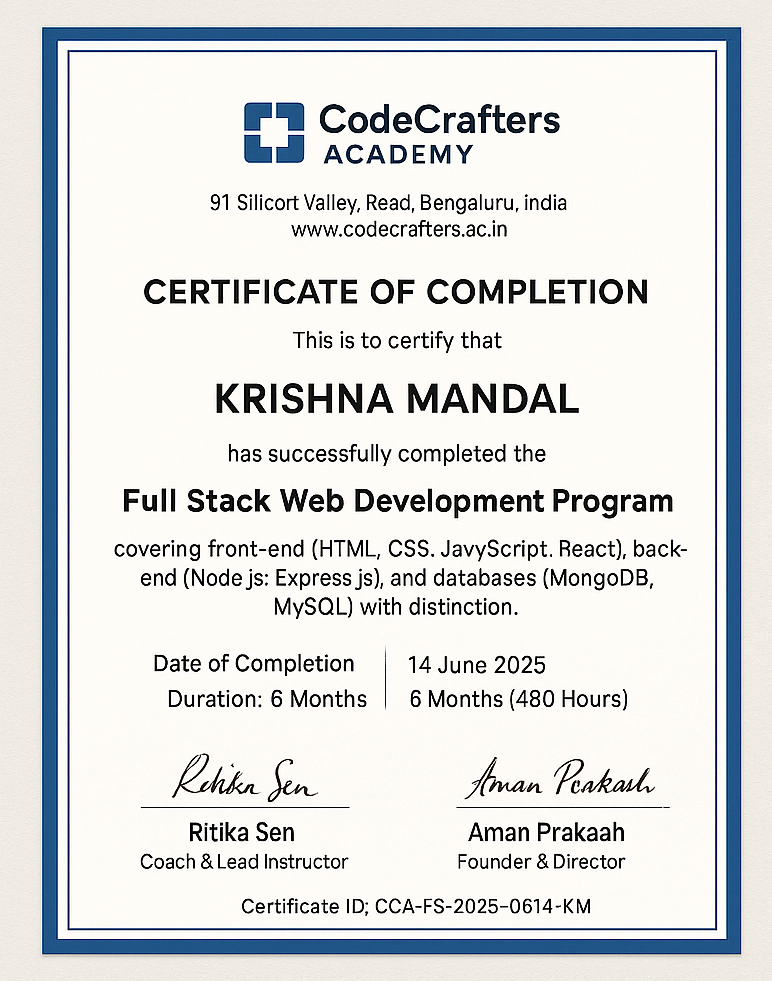 CodeCrafters
ACADEMY
91 Silicort Valley, Read, Bengaluru, india
www.codecrafters.ac.in
CERTIFICATE OF COMPLETION
This is to certify that
KRISHNA MANDAL
has successfully completed the
Full Stack Web Development Program
covering front-end (HTML, CSS. JavyScript. React), back-
end (Node js: Express js), and databases (MongoDB,
MySQL) with distinction.
Date of Completion 14 June 2025
Duration: 6 Months 6 Months (480 Hours)
Ritika Sen Aman Prakash
Ritika Sen Aman Prakaah
Coach & Lead Instructor Founder & Director
Certificate ID; CCA-FS-2025-0614-KM